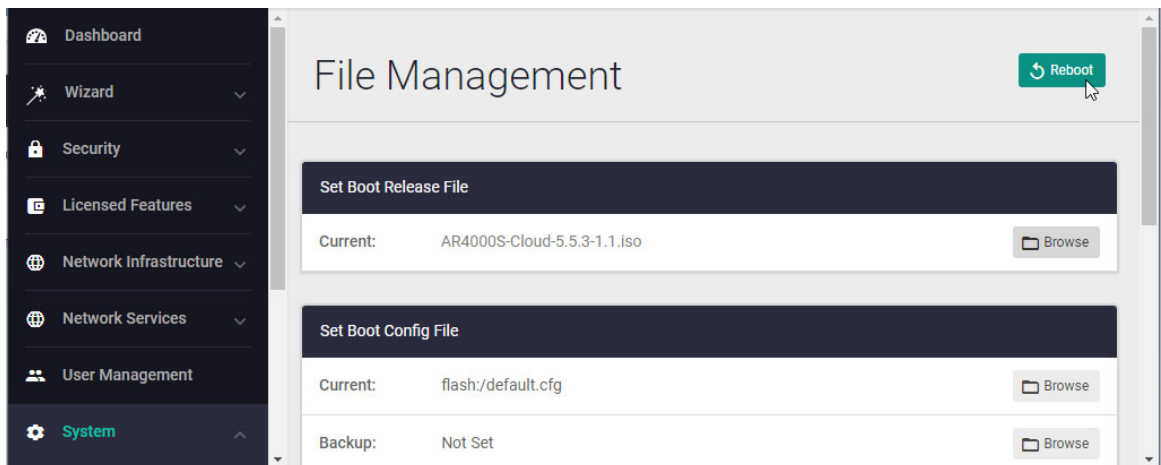 Dashboard
Wizard
Security
Licensed Features
Network Infrastructure
Network Services
User Management
System
File Management
Reboot
Set Boot Release File
Current: AR4000S-Cloud-5.5.3-1.1.iso Browse
Set Boot Config File
Current: flash:/default.cfg Browse
Backup: Not Set Browse